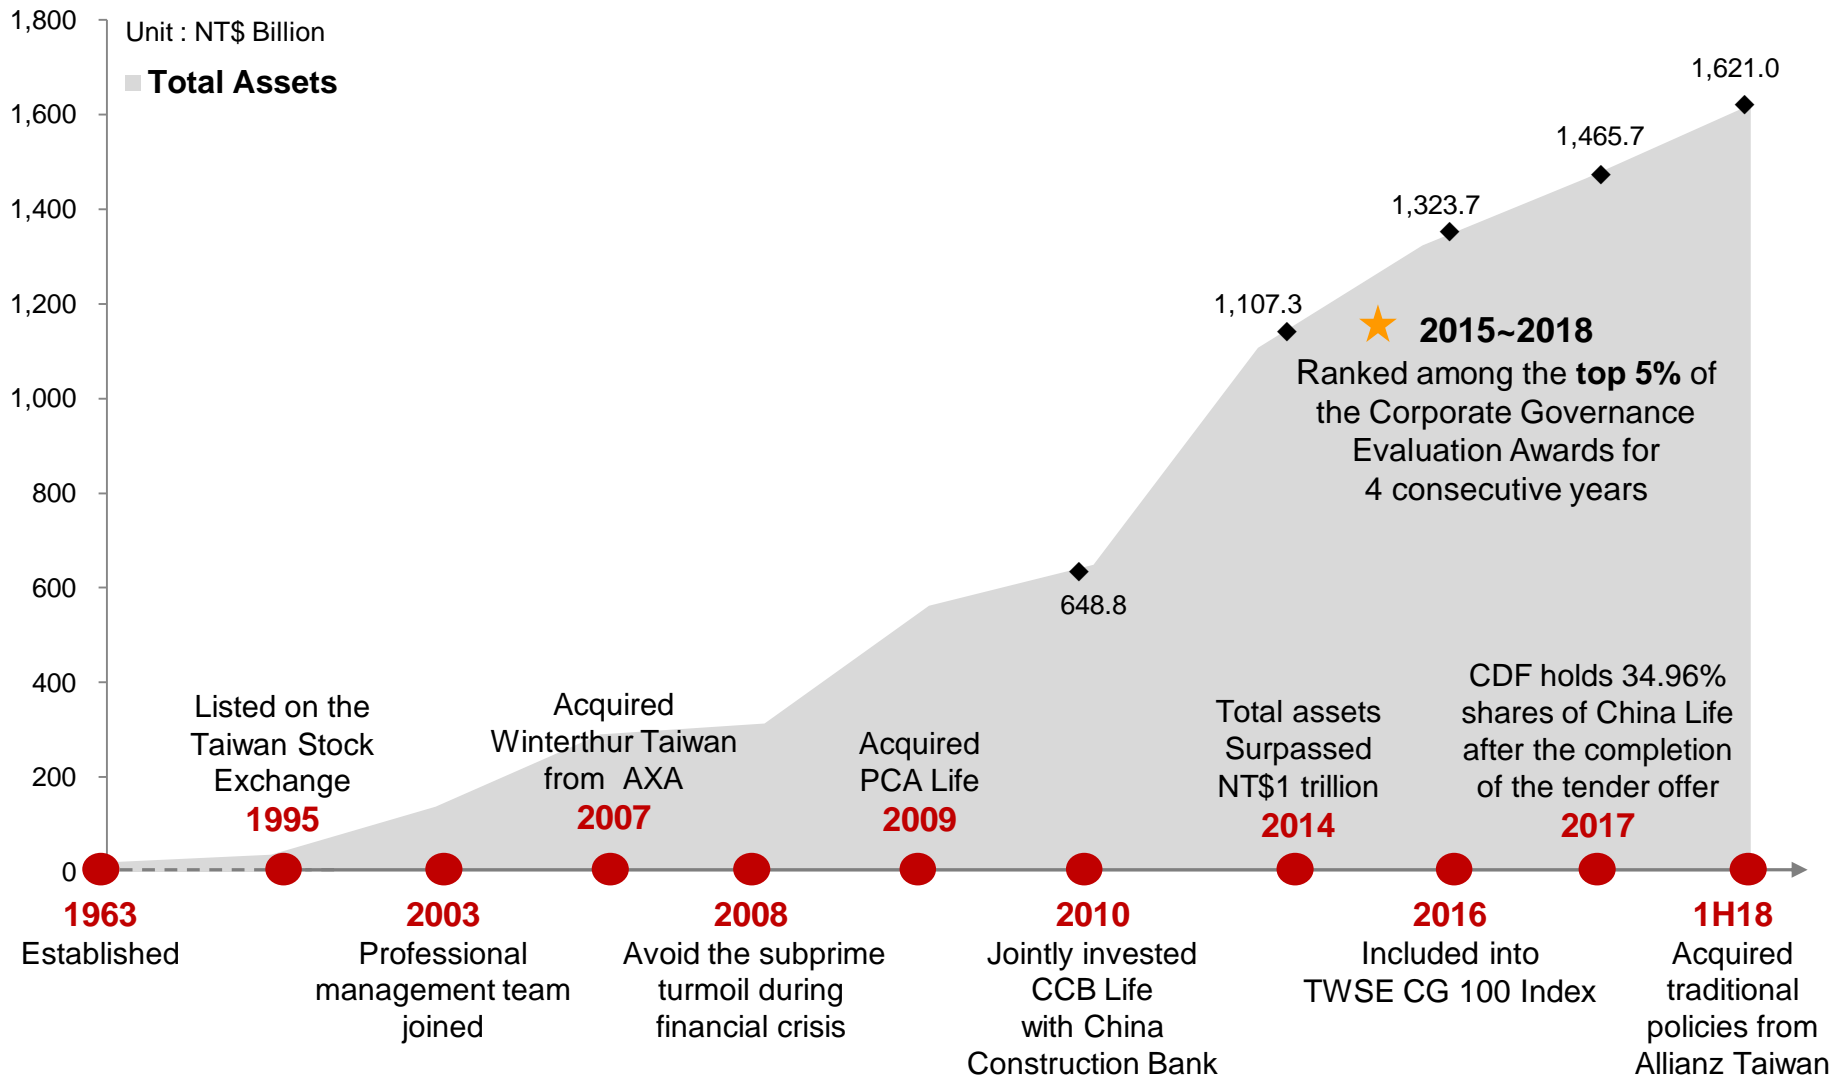 Unit : NT$ Billion
Total Assets
1,800
1,600
1,400
1,200
1,000
800
600
400
200
0
648.8
1,107.3
1,323.7
1,465.7
1,621.0
2015~2018
Ranked among the top 5% of
the Corporate Governance
Evaluation Awards for
4 consecutive years
1963
Established
Listed on the
Taiwan Stock
Exchange
1995
2003
Professional
management team
joined
Acquired
Winterthur Taiwan
from AXA
2007
2008
Avoid the subprime
turmoil during
financial crisis
Acquired
PCA Life
2009
2010
Jointly invested
CCB Life
with China
Construction Bank
Total assets
Surpassed
NT$1 trillion
2014
2016
Included into
TWSE CG 100 Index
CDF holds 34.96%
shares of China Life
after the completion
of the tender offer
2017
1H18
Acquired
traditional
policies from
Allianz Taiwan